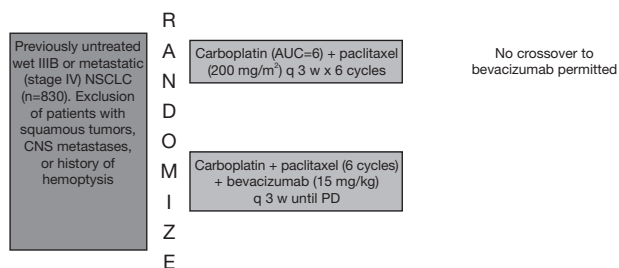 Previously untreated
wet IIIB or metastatic
(stage IV) NSCLC
(n=830). Exclusion
of patients with
squamous tumors,
CNS metastases,
or history of
hemoptysis
R
A
N
D
O
M
I
Z
E
Carboplatin (AUC=6) + paclitaxel
(200 mg/m²) q 3 w x 6 cycles
Carboplatin + paclitaxel (6 cycles)
+ bevacizumab (15 mg/kg)
q 3 w until PD
No crossover to
bevacizumab permitted